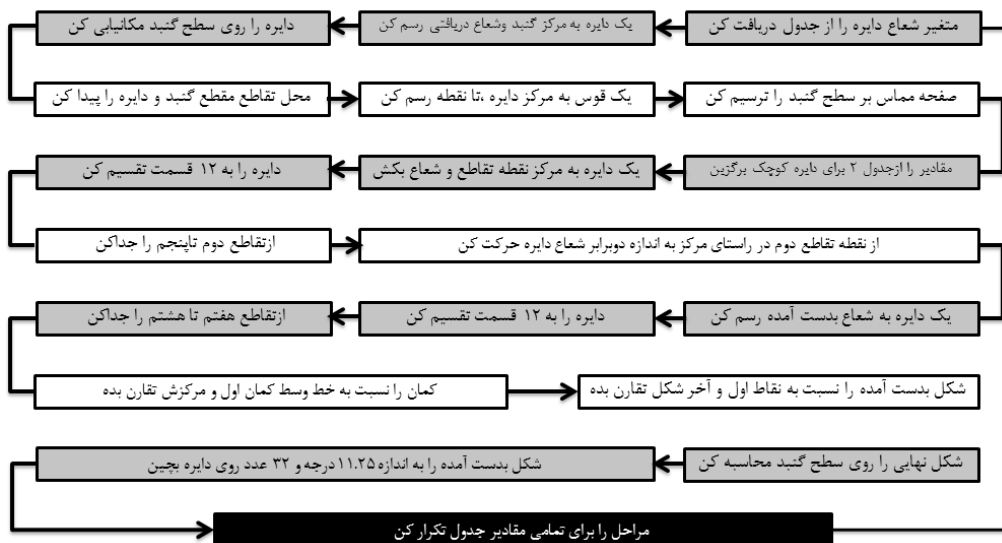 متغیر شعاع دایره را از جدول دریافت کن
یک دایره به مرکز گنبد وشعاع دریافتی رسم کن
دایره را روی سطح گنبد مکانیابی کن
محل تقاطع مقطع گنبد و دایره را پیدا کن
یک قوس به مرکز دایره ،تا نقطه رسم کن
صفحه مماس بر سطح گنبد را ترسیم کن
مقادیر را ازجدول ۲ برای دایره کوچک برگزین
یک دایره به مرکز نقطه تقاطع و شعاع بکش
دایره را به ۱۲ قسمت تقسیم کن
ازتقاطع دوم تاپنجم را جداکن
از نقطه تقاطع دوم در راستای مرکز به اندازه دوبرابر شعاع دایره حرکت کن
یک دایره به شعاع بدست آمده رسم کن
دایره را به ۱۲ قسمت تقسیم کن
ازتقاطع هفتم تا هشتم را جداکن
کمان را نسبت به خط وسط کمان اول و مرکزش تقارن بده
شکل بدست آمده را نسبت به نقاط اول و آخر شکل تقارن بده
شکل نهایی را روی سطح گنبد محاسبه کن
شکل بدست آمده را به اندازه ۱۱.۲۵ درجه و ۳۲ عدد روی دایره بچین
مراحل را برای تمامی مقادیر جدول تکرار کن